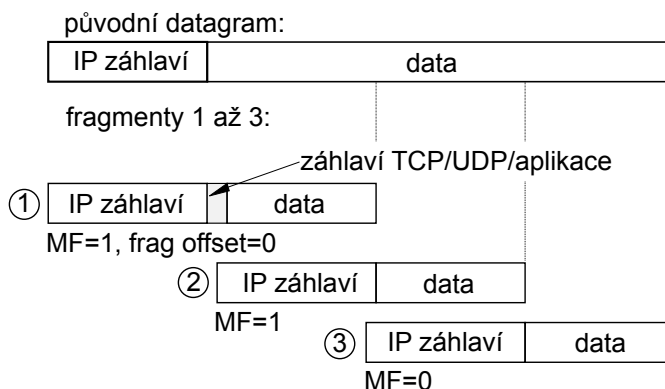 původní datagram:
IP záhlaví data
fragmenty 1 až 3:
záhlaví TCP/UDP/aplikace
1 IP záhlaví data
MF=1, frag offset=0
2 IP záhlaví data
MF=1
3 IP záhlaví data
MF=0